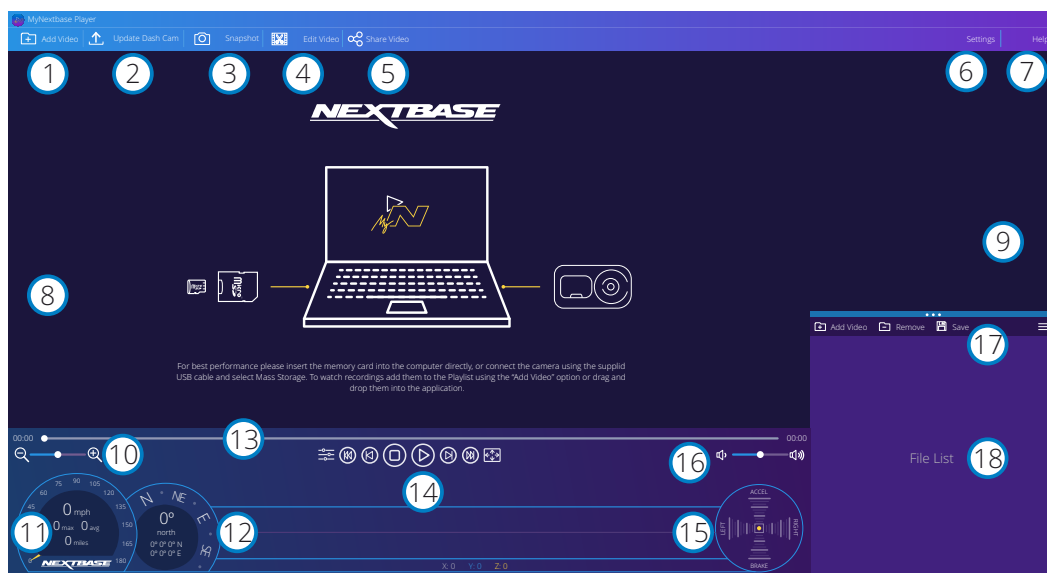 MyNextbase Player
Add Video Update Dash Cam Snapshot Edit Video Share Video Settings Help
1 2 3 4 5 6 7
NEXTBASE
My N
8
9
micro
For best performance please insert the memory card into the computer directly, or connect the camera using the supplid
USB cable and select Mass Storage. To watch recordings add them to the Playlist using the “Add Video” option or drag and
drop them into the application.
Add Video Remove Save
17
File List
18
00:00 13 00:00
10
14
16
0 45 60 75 90 105 120 135 150 165 180
0 mph
0 max 0 avg
0 miles
NEXTBASE
11
N NE E SE
0°
north
0° 0° 0° N
0° 0° 0° E
12
15
ACCEL
LEFT
RIGHT
BRAKE
X: 0 Y: 0 Z: 0